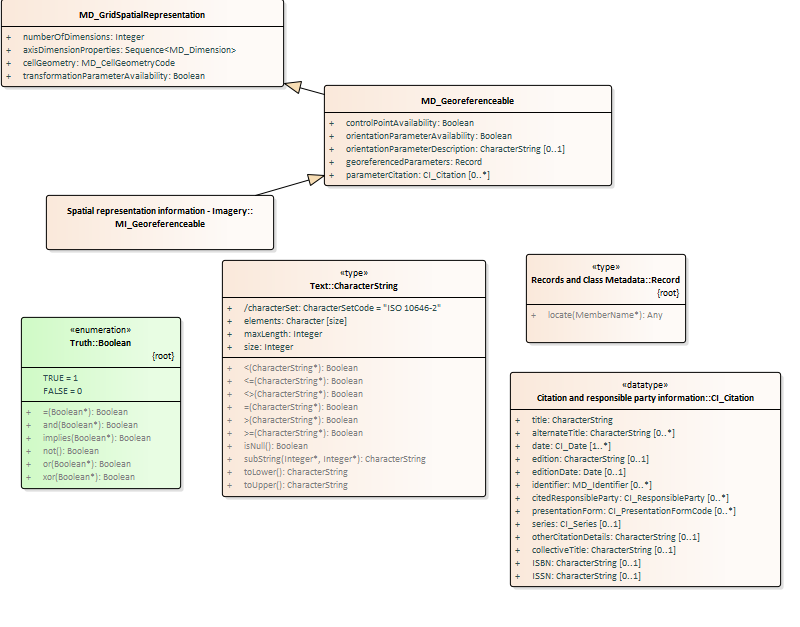 MD_GridSpatialRepresentation
+ numberOfDimensions: Integer
+ axisDimensionProperties: Sequence<MD_Dimension>
+ cellGeometry: MD_CellGeometryCode
+ transformationParameterAvailability: Boolean
MD_Georeferenceable
+ controlPointAvailability: Boolean
+ orientationParameterAvailability: Boolean
+ orientationParameterDescription: CharacterString [0..1]
+ georeferencedParameters: Record
+ parameterCitation: CI_Citation [0..*]
Spatial representation information - Imagery::
MI_Georeferenceable
«type»
Text::CharacterString
+ /characterSet: CharacterSetCode = "ISO 10646-2"
+ elements: Character [size]
+ maxLength: Integer
+ size: Integer
+ <(CharacterString*): Boolean
+ <=(CharacterString*): Boolean
+ <>(CharacterString*): Boolean
+ =(CharacterString*): Boolean
+ >(CharacterString*): Boolean
+ >=(CharacterString*): Boolean
+ isNull(): Boolean
+ subString(Integer*, Integer*): CharacterString
+ toLower(): CharacterString
+ toUpper(): CharacterString
«type»
Records and Class Metadata::Record
{root}
+ locate(MemberName*): Any
«enumeration»
Truth::Boolean
{root}
TRUE = 1
FALSE = 0
+ =(Boolean*): Boolean
+ and(Boolean*): Boolean
+ implies(Boolean*): Boolean
+ not(): Boolean
+ or(Boolean*): Boolean
+ xor(Boolean*): Boolean
«datatype»
Citation and responsible party information::CI_Citation
+ title: CharacterString
+ alternateTitle: CharacterString [0..*]
+ date: CI_Date [1..*]
+ edition: CharacterString [0..1]
+ editionDate: Date [0..1]
+ identifier: MD_Identifier [0..*]
+ citedResponsibleParty: CI_ResponsibleParty [0..*]
+ presentationForm: CI_PresentationFormCode [0..*]
+ series: CI_Series [0..1]
+ otherCitationDetails: CharacterString [0..1]
+ collectiveTitle: CharacterString [0..1]
+ ISBN: CharacterString [0..1]
+ ISSN: CharacterString [0..1]